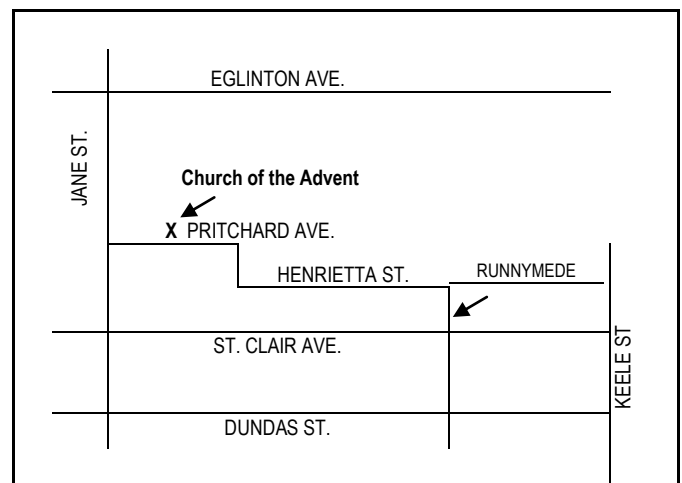 EGLINTON AVE.
JANE ST.
Church of the Advent
X PRITCHARD AVE.
HENRIETTA ST.
RUNNYMEDE
ST. CLAIR AVE.
KEELE ST
DUNDAS ST.